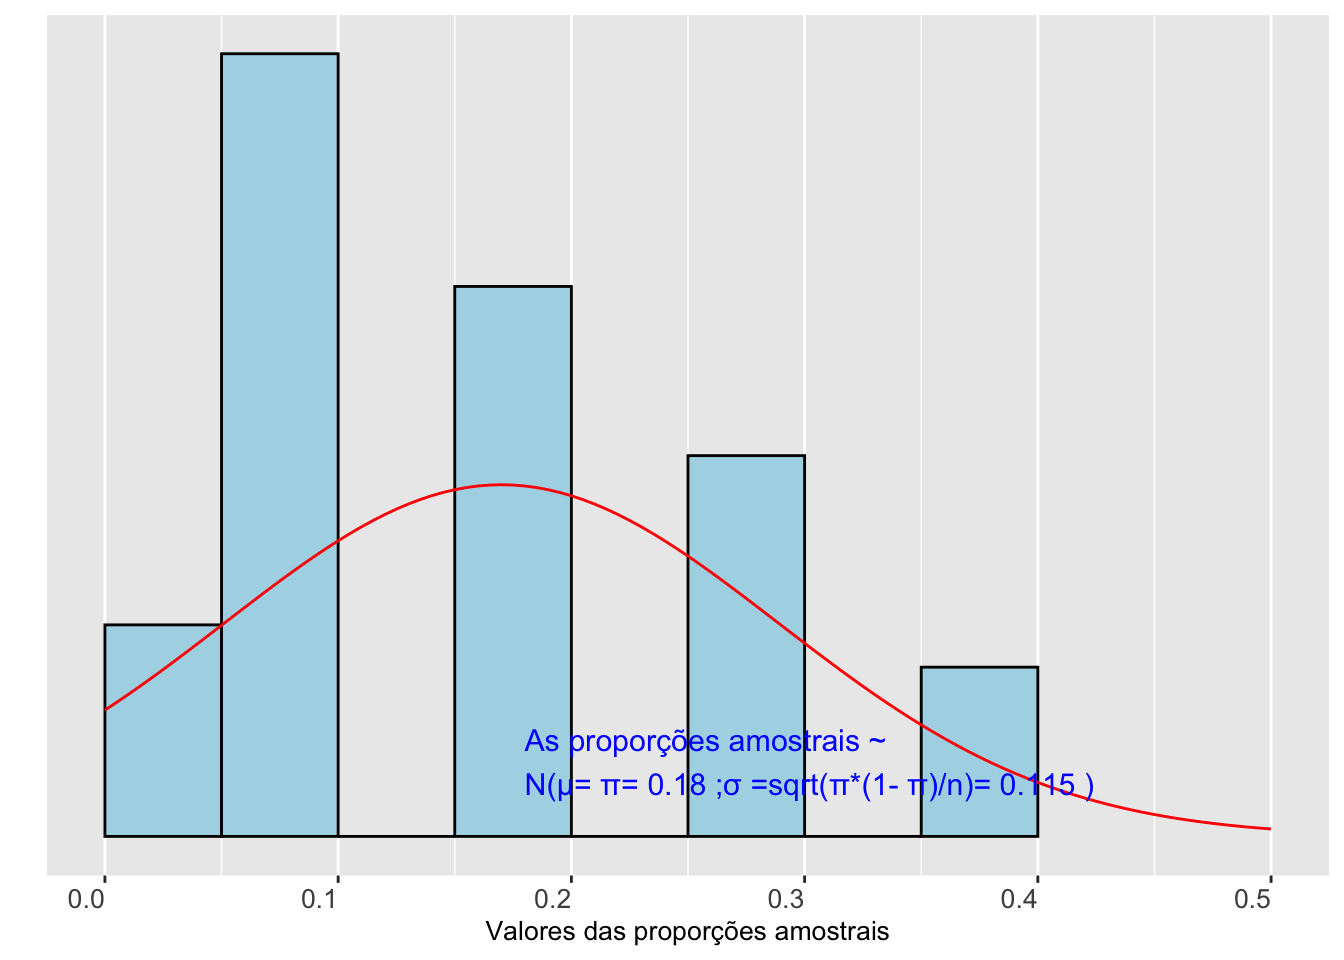 As proporções amostrais ~
N(μ= π= 0.18 ;σ =sqrt(π*(1- π)/n)= 0.115 )
0.0 0.1 0.2 0.3 0.4 0.5
Valores das proporções amostrais